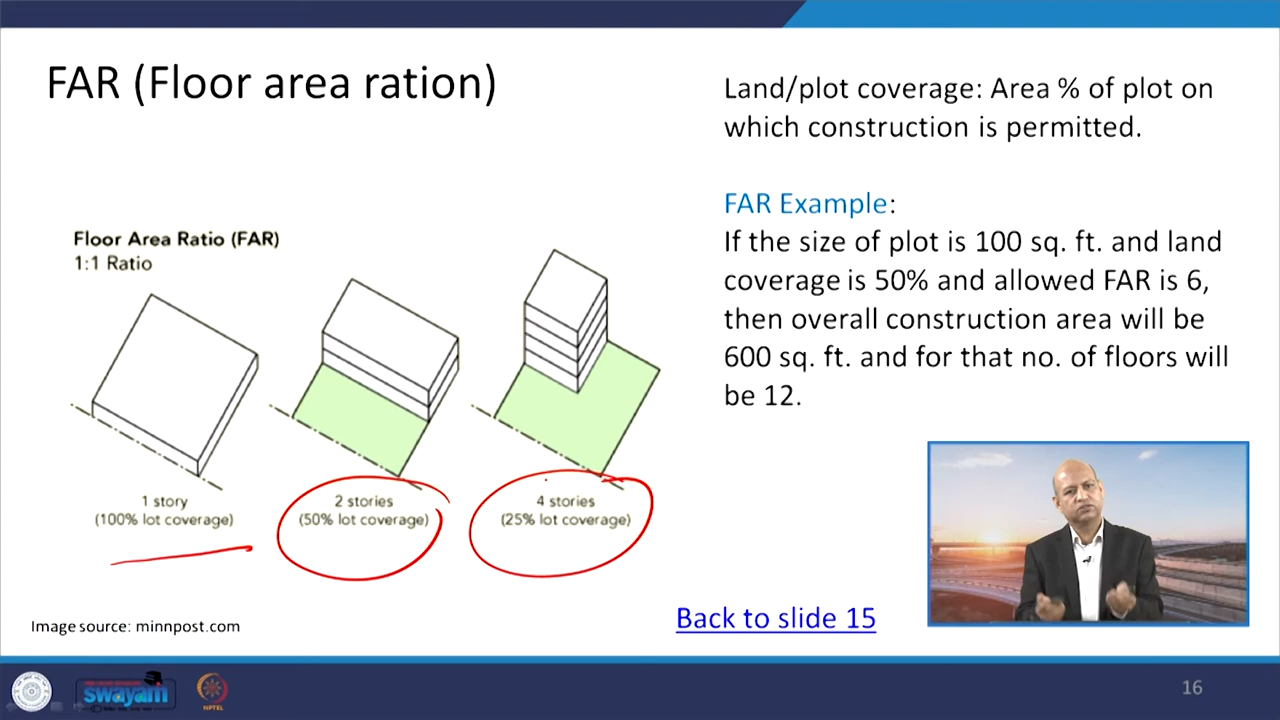 FAR (Floor area ration)
Land/plot coverage: Area % of plot on
which construction is permitted.
FAR Example:
If the size of plot is 100 sq. ft. and land
coverage is 50% and allowed FAR is 6,
then overall construction area will be
600 sq. ft. and for that no. of floors will
be 12.
Floor Area Ratio (FAR)
1:1 Ratio
1 story
(100% lot coverage)
2 stories
(50% lot coverage)
4 stories
(25% lot coverage)
Back to slide 15
Image source: minnpost.com
swayam
NPTEL
16